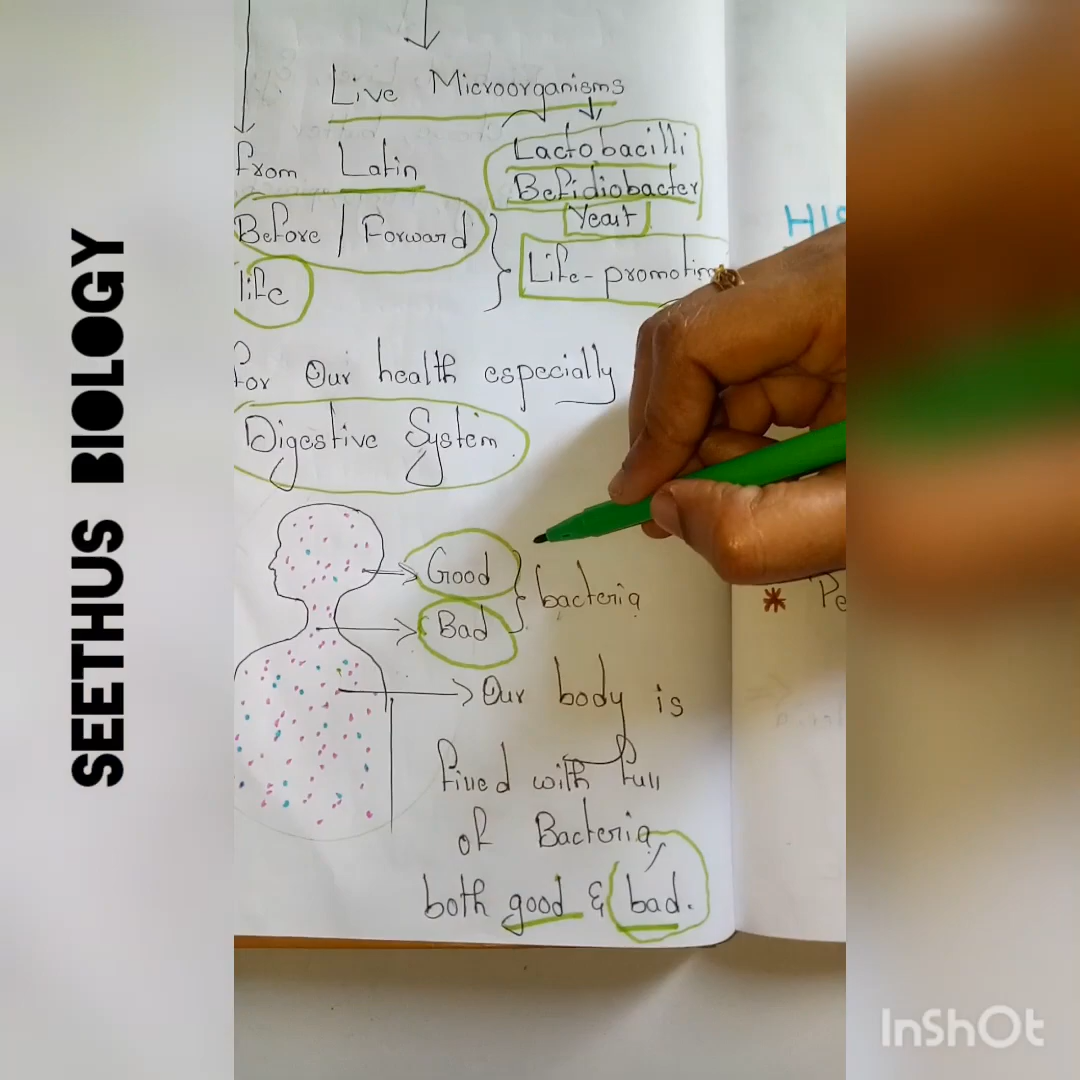 SEETHUS BIOLOGY
Live Microorganisms
from Latin
Lactobacilli
Befidiobacter
Yeast
Before / Forward
life
Life-promoting
for Our health especially
Digestive System
Good
Bad
bacteria
Our body is
fived with full
of Bacteria,
both good & bad.
HIS
* Pe
InShOt